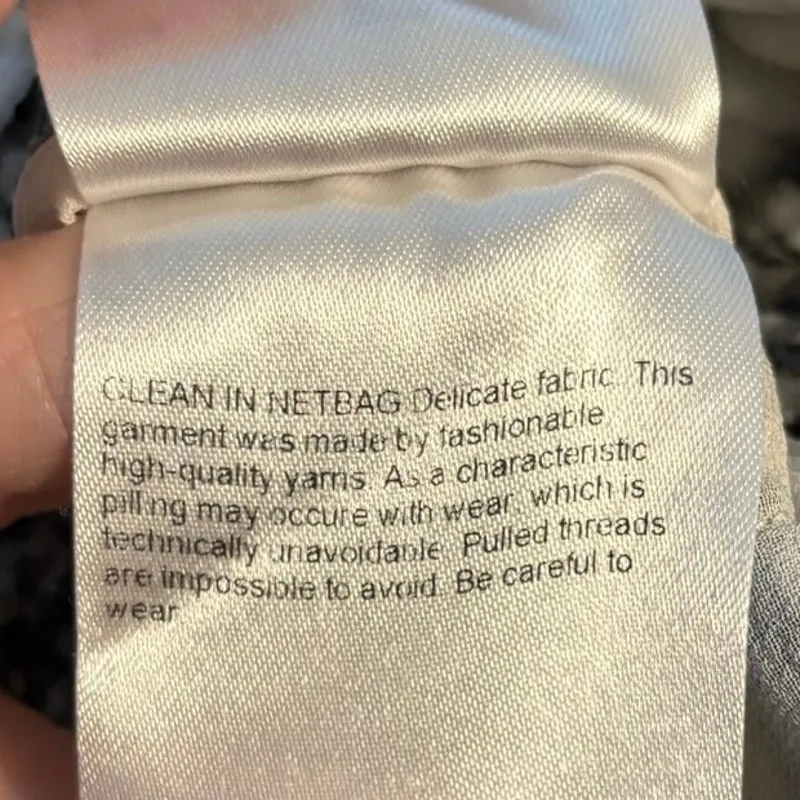 CLEAN IN NETBAG Delicate fabric. This
garment was made by fashionable
high-quality yarns. As a characteristic
pilling may occure with wear, which is
technically unavoidable. Pulled threads
are impossible to avoid. Be careful to
wear